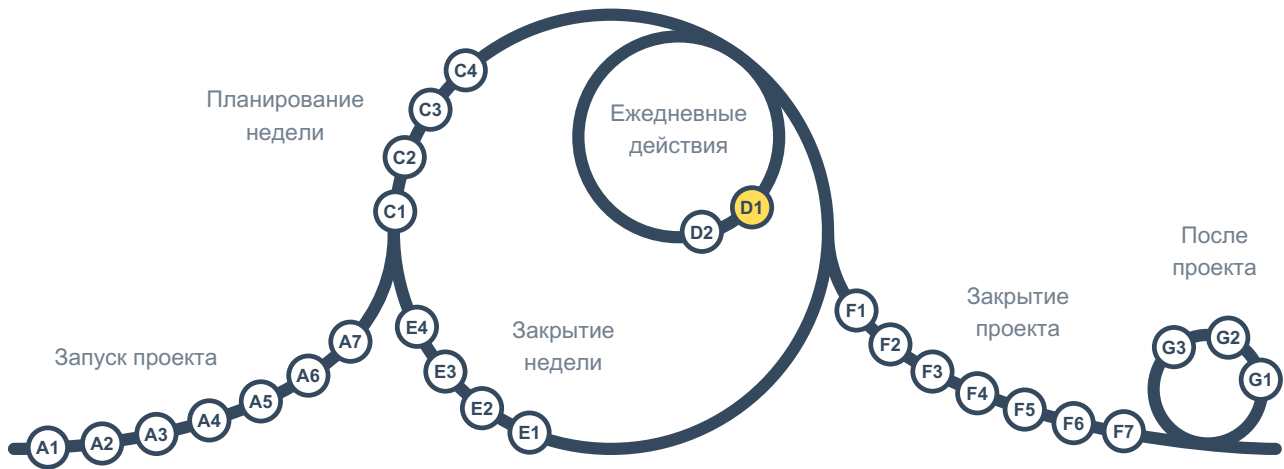 Запуск проекта
A1
A2
A3
A4
A5
A6
A7
Планирование
недели
C1
C2
C3
C4
Ежедневные
действия
D1
D2
Закрытие
недели
E1
E2
E3
E4
Закрытие
проекта
F1
F2
F3
F4
F5
F6
F7
После
проекта
G1
G2
G3